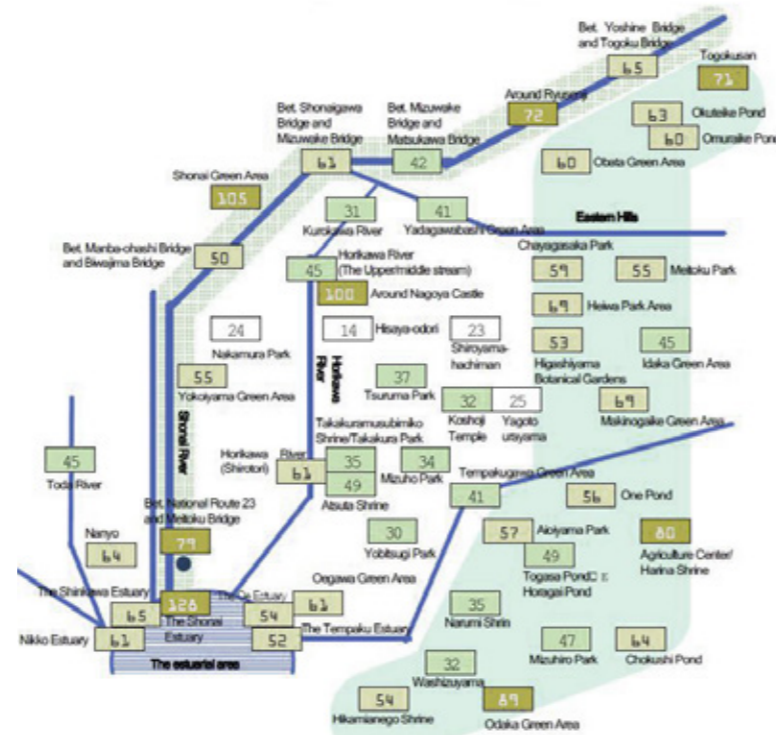 Bet. Yoshine Bridge
and Togoku Bridge
65
Togokusan
71
Around Ryusenji
72
63
Okuteike Pond
60
Omuraike Pond
Bet. Shonaigawa
Bridge and
Mizuwake Bridge
61
Bet. Mizuwake
Bridge and
Matsukawa Bridge
42
60
Obata Green Area
Shonai Green Area
105
31
Kurokawa River
41
Yadagawabashi Green Area
Eastern Hills
Bet. Manba-ohashi Bridge
and Biwajima Bridge
50
Horikawa River
(The Upper/middle stream)
45
100
Around Nagoya Castle
Chayagasaka Park
59
55
Meitoku Park
69
Heiwa Park Area
24
Nakamura Park
14
Hisaya-odori
23
Shiroyama-
hachiman
53
Higashiyama
Botanical Gardens
45
Idaka Green Area
55
Yokoiyama Green Area
Shonai River
Horikawa
River
37
Tsuruma Park
32
Koshoji
Temple
25
Yagoto
urayama
69
Makinogaike Green Area
45
Toda River
Horikawa River
(Shirotori)
61
Takakuramusubimiko
Shrine/Takakura Park
35
49
Atsuta Shrine
34
Mizuho Park
Tempakugawa Green Area
41
56
One Pond
Bet. National Route 23
and Meitoku Bridge
79
Nanyo
64
30
Yobitsugi Park
57
Aioiyama Park
49
Togasa Pond
Horagai Pond
80
Agriculture Center/
Harina Shrine
The Shinkawa Estuary
65
128
The Shonai
Estuary
54
Oegawa Green Area
61
52
The Tempaku Estuary
Nikko Estuary
61
The estuarial area
35
Narumi Shrin
47
Mizuhiro Park
64
Chokushi Pond
32
Washizuyama
54
Hikamianego Shrine
89
Odaka Green Area